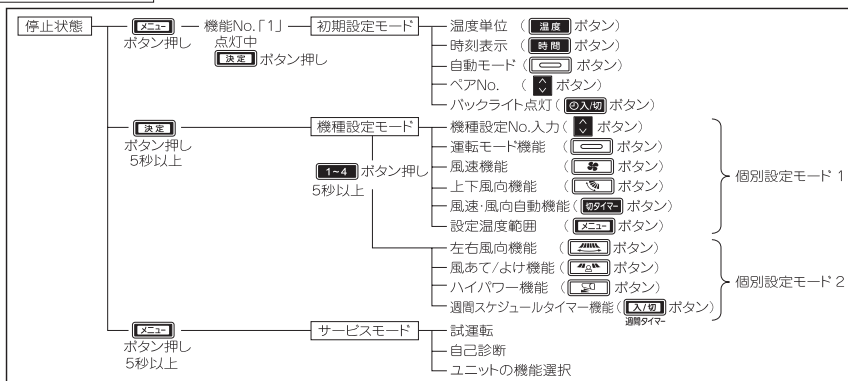 停止状態
メニュー
ボタン押し
機能No.「1」
点灯中
決定 ボタン押し
初期設定モード
温度単位 ( 温度 ボタン)
時刻表示 ( 時間 ボタン)
自動モード ( ボタン)
ペアNo. ( ボタン)
バックライト点灯 ( 入/切 ボタン)
決定
ボタン押し
5秒以上
機種設定モード
1~4 ボタン押し
5秒以上
機種設定No.入力 ( ボタン)
運転モード機能 ( ボタン)
風速機能 ( ボタン)
上下風向機能 ( ボタン)
風速・風向自動機能 ( 切タイマー ボタン)
設定温度範囲 ( メニュー ボタン)
個別設定モード 1
左右風向機能 ( ボタン)
風あて/よけ機能 ( ボタン)
ハイパワー機能 ( ボタン)
週間スケジュールタイマー機能 ( 入/切 ボタン)
週間タイマー
個別設定モード 2
メニュー
ボタン押し
5秒以上
サービスモード
試運転
自己診断
ユニットの機能選択